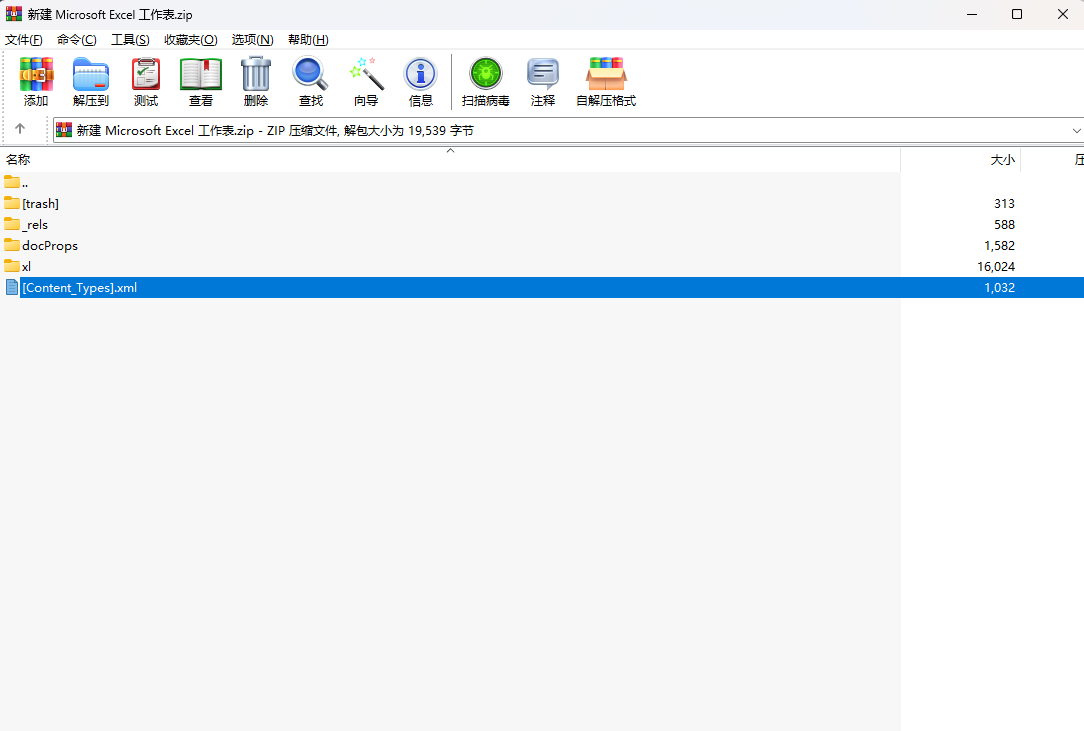 新建 Microsoft Excel 工作表.zip
文件(F) 命令(C) 工具(S) 收藏夹(O) 选项(N) 帮助(H)
添加 解压到 测试 查看 删除 查找 向导 信息 扫描病毒 注释 自解压格式
新建 Microsoft Excel 工作表.zip - ZIP 压缩文件, 解包大小为 19,539 字节
名称 大小 压
..
[trash] 313
_rels 588
docProps 1,582
xl 16,024
[Content_Types].xml 1,032